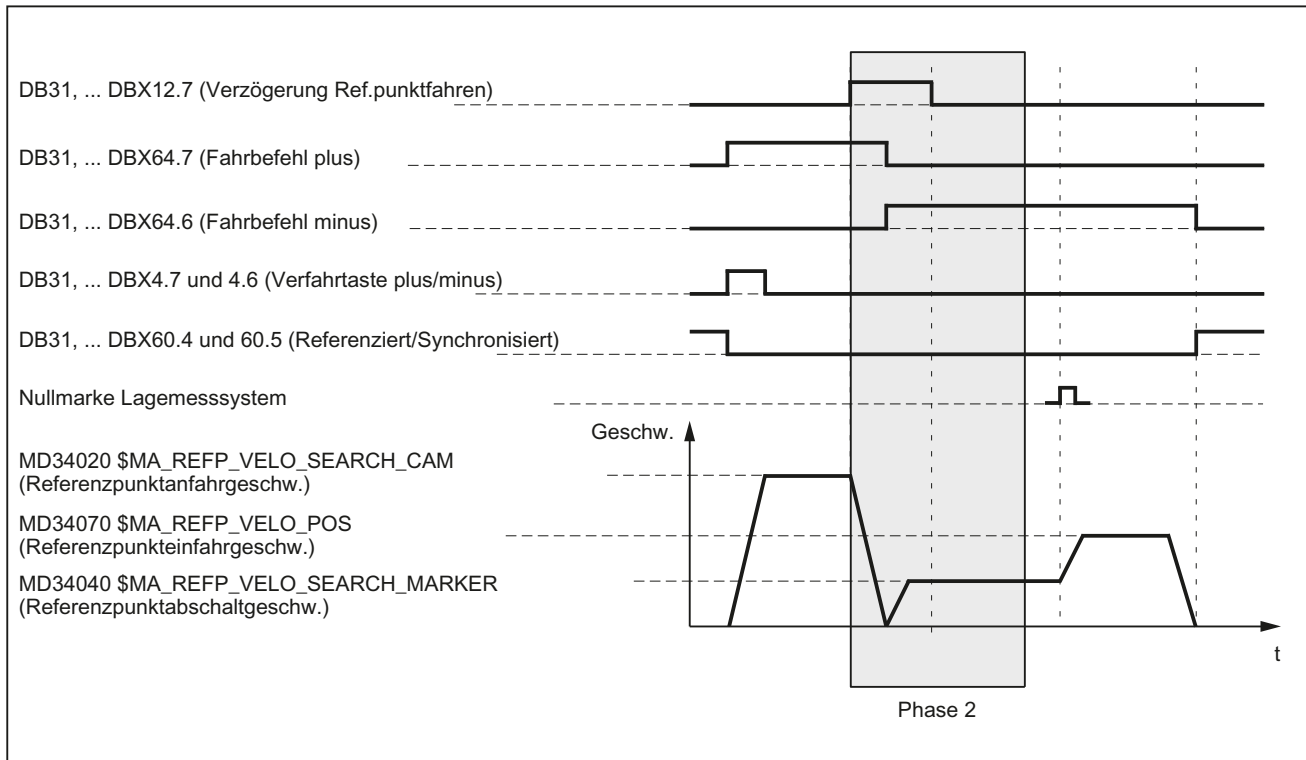 DB31, ... DBX12.7 (Verzögerung Ref.punktfahren)
DB31, ... DBX64.7 (Fahrbefehl plus)
DB31, ... DBX64.6 (Fahrbefehl minus)
DB31, ... DBX4.7 und 4.6 (Verfahrtaste plus/minus)
DB31, ... DBX60.4 und 60.5 (Referenziert/Synchronisiert)
Nullmarke Lagemesssystem
Geschw.
MD34020 $MA_REFP_VELO_SEARCH_CAM
(Referenzpunktanfahrgeschw.)
MD34070 $MA_REFP_VELO_POS
(Referenzpunkteinfahrgeschw.)
MD34040 $MA_REFP_VELO_SEARCH_MARKER
(Referenzpunktabschaltgeschw.)
t
Phase 2